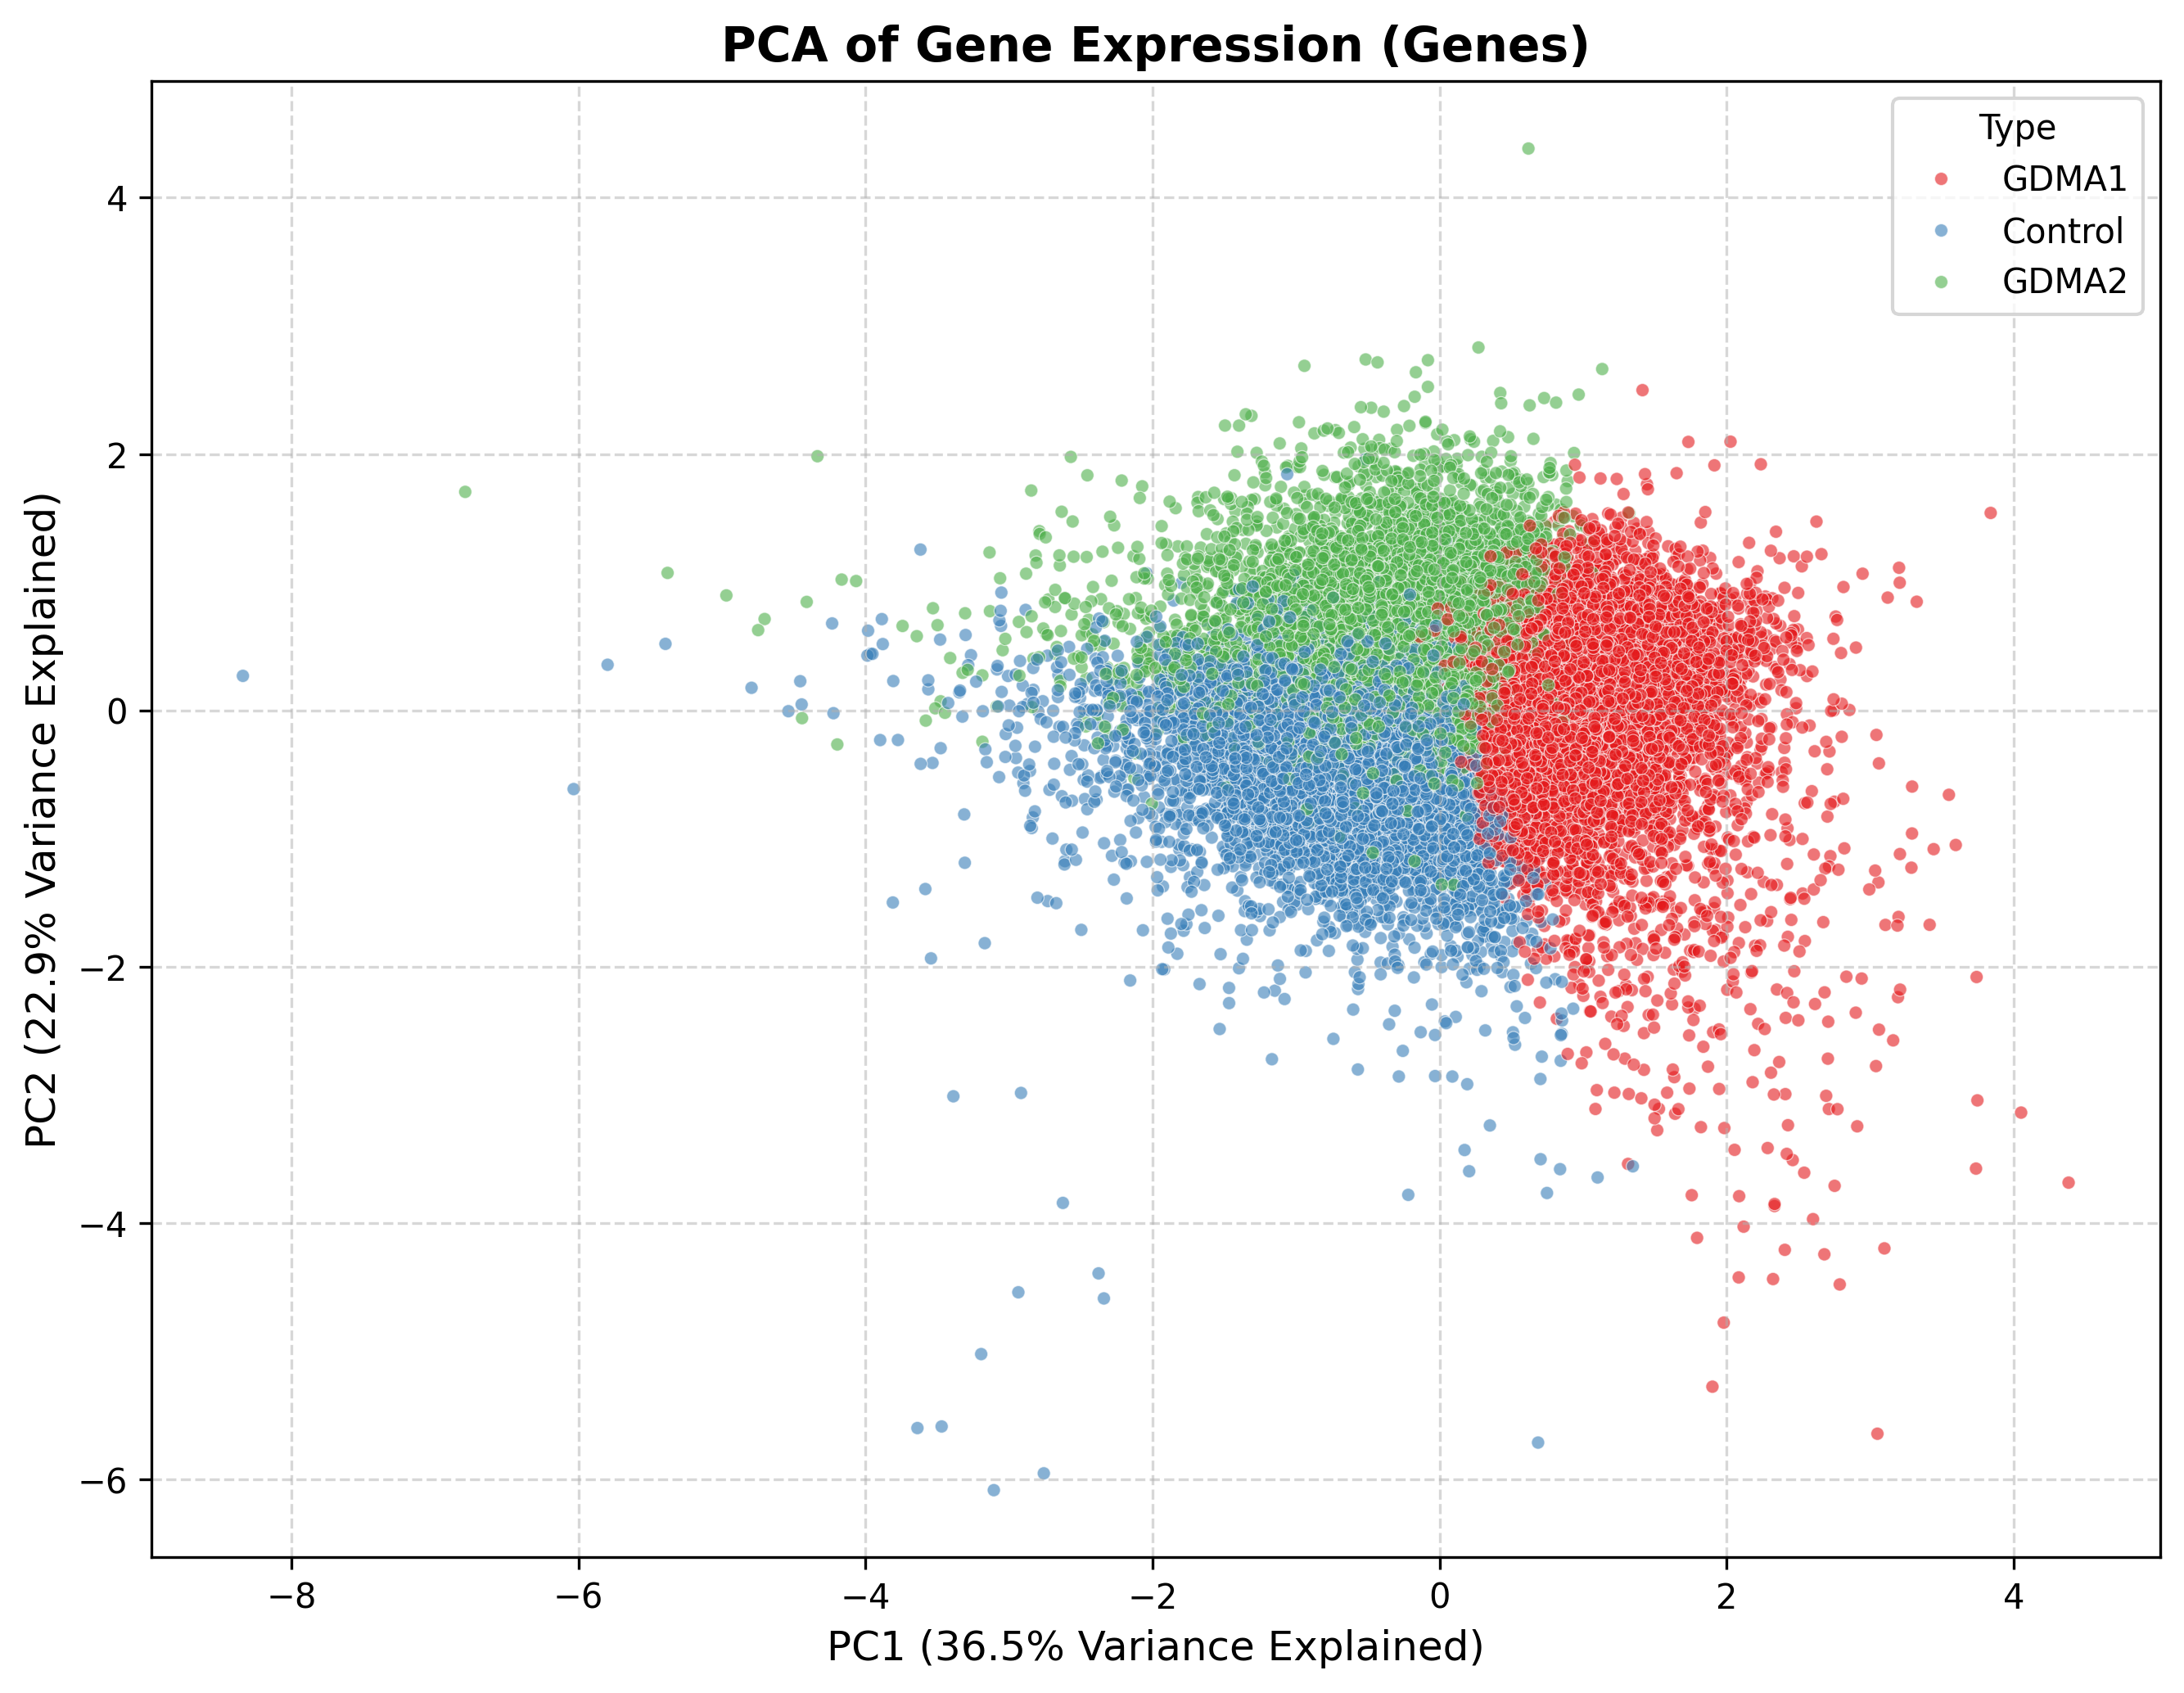 PCA of Gene Expression (Genes)
Type
GDMA1
Control
GDMA2
PC2 (22.9% Variance Explained)
4
2
0
−2
−4
−6
−8 −6 −4 −2 0 2 4
PC1 (36.5% Variance Explained)